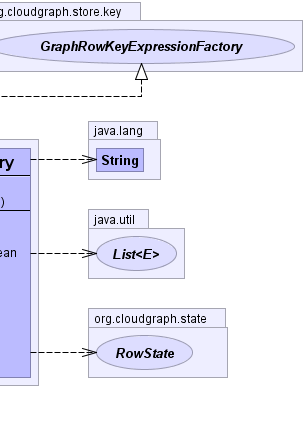 g.cloudgraph.store.key
GraphRowKeyExpressionFactory
java.lang
ry
String
)
java.util
ean
List<E>
org.cloudgraph.state
RowState